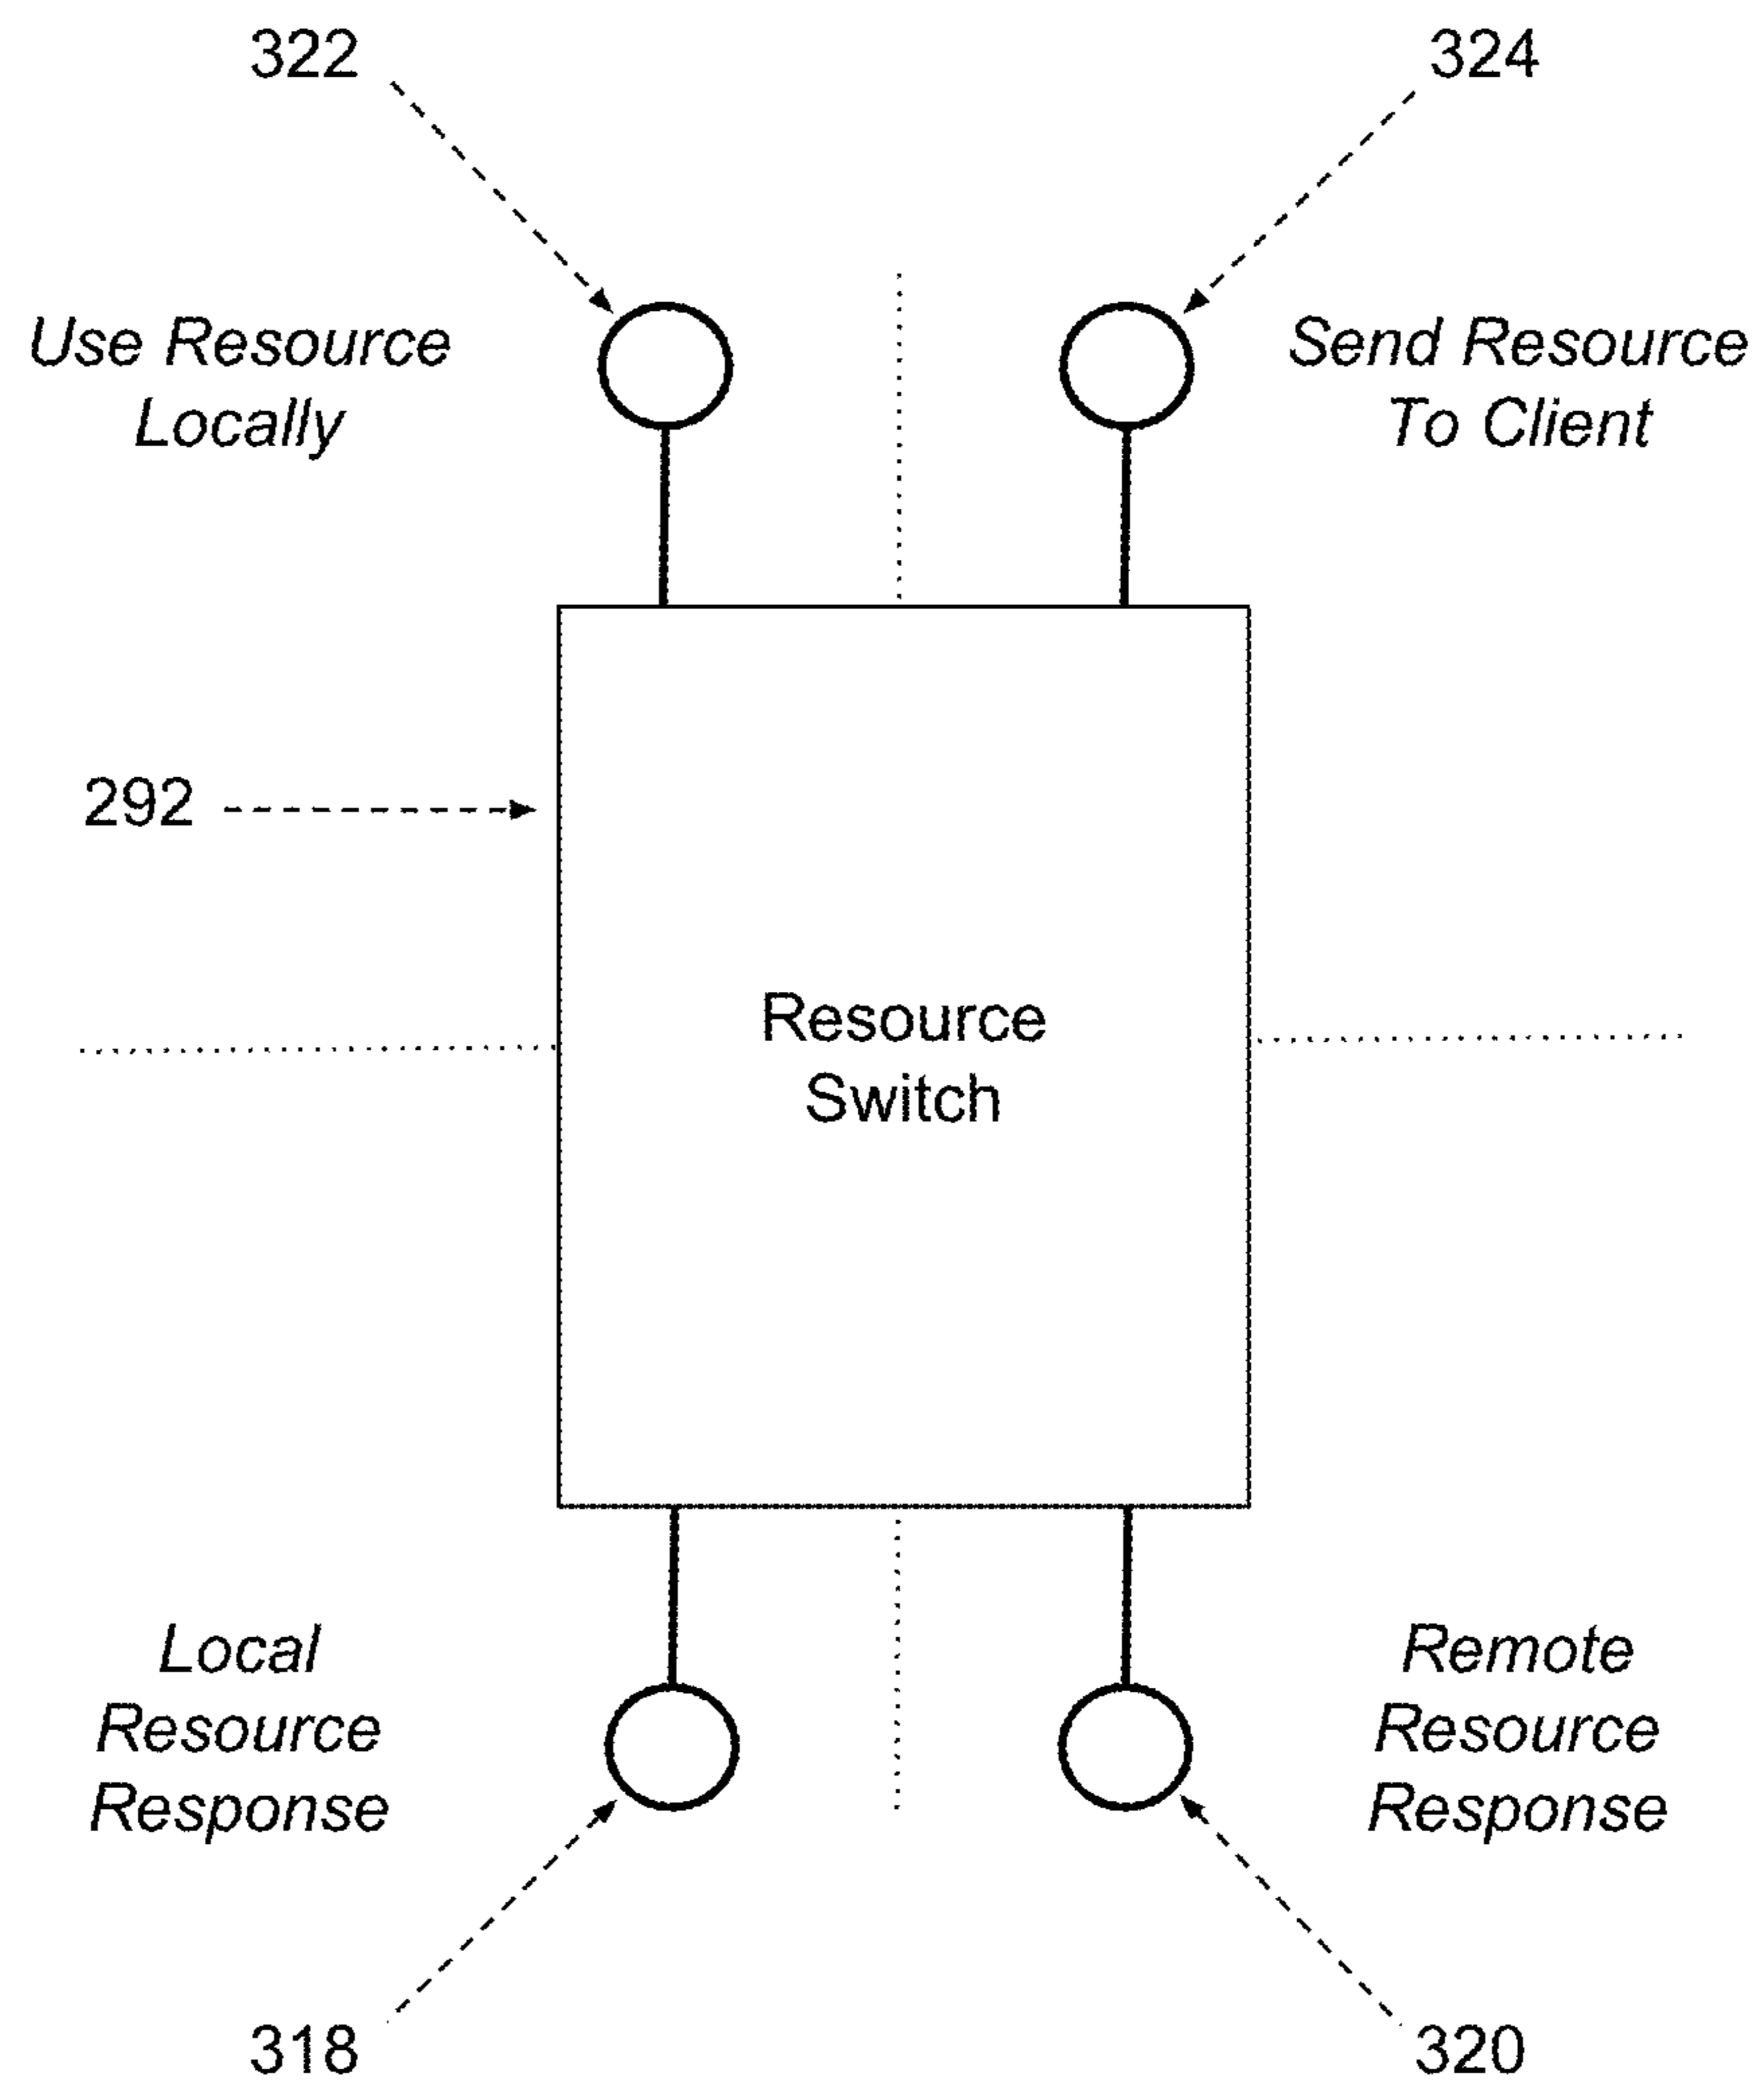 322
324
Use Resource
Locally
Send Resource
To Client
292
Resource
Switch
Local
Resource
Response
Remote
Resource
Response
318
320